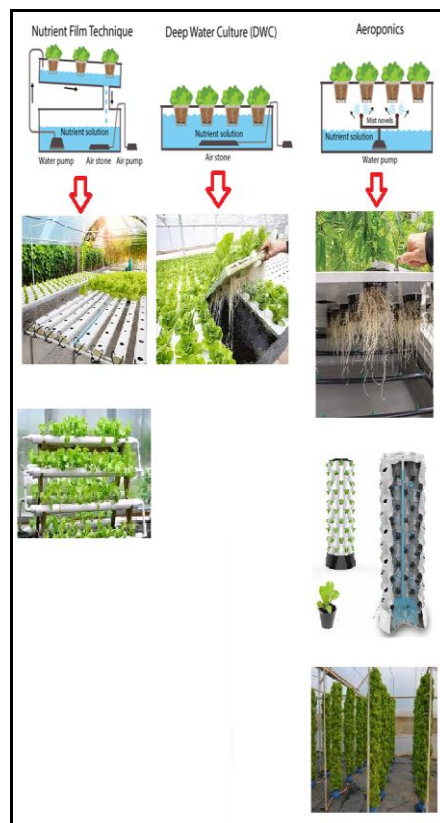 Nutrient Film Technique
Deep Water Culture (DWC)
Aeroponics
Nutrient solution
Water pump
Air stone
Air pump
Nutrient solution
Air stone
Mist novels
Nutrient solution
Water pump